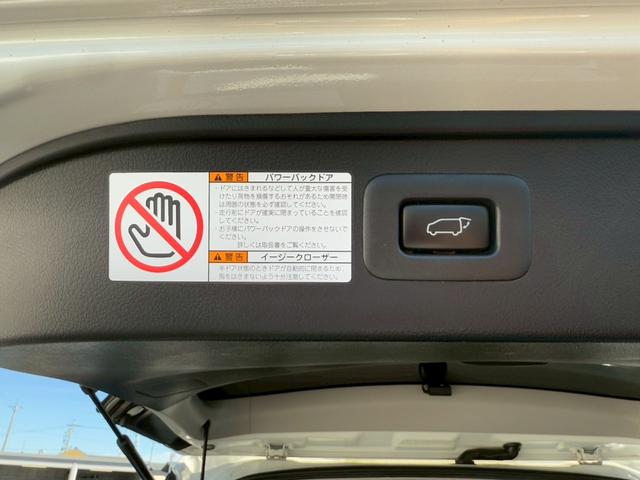 警告 パワーバックドア
・ドアにはさまれるなどして人が重大な傷害を受
けたり荷物を損傷するおそれがあるため開閉時
は周囲の状態を必ず確認してください。
・走行前にドアが確実に閉まっていることを確認
してください。
・お子様にパワーバックドアの操作をさせないで
ください。
詳しくは取扱書をご覧ください。
警告 イージークローザー
半ドア状態のときドアが自動的に閉まるため、
指をはさまないよう十分注意してください。